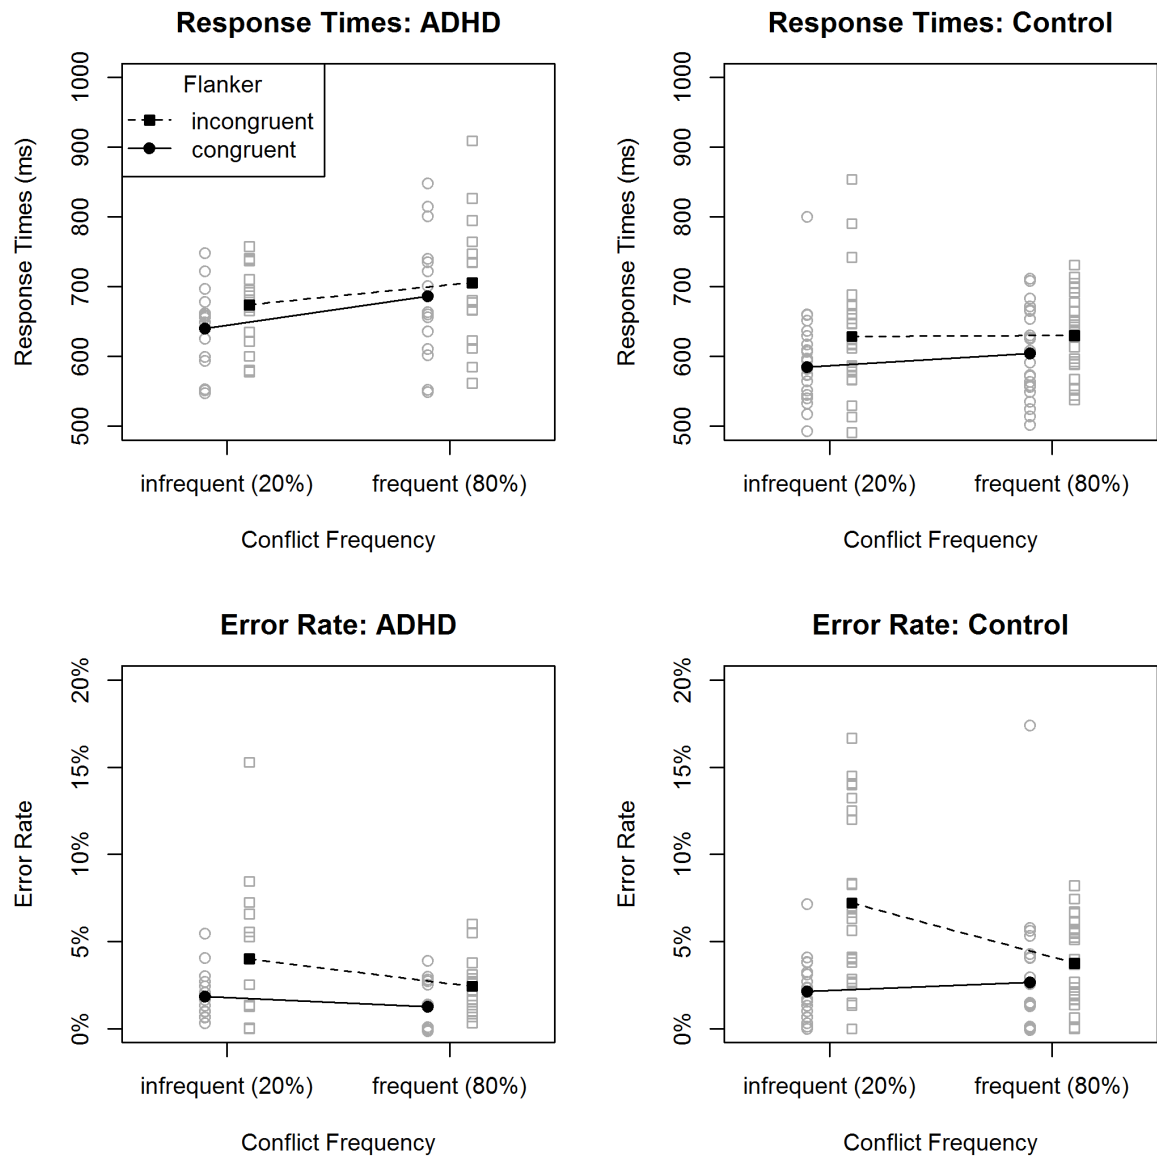 Response Times: ADHD
Response Times (ms)
1000
900
800
700
600
500
Flanker
incongruent
congruent
infrequent (20%)
frequent (80%)
Conflict Frequency
Response Times: Control
Response Times (ms)
1000
900
800
700
600
500
infrequent (20%)
frequent (80%)
Conflict Frequency
Error Rate: ADHD
Error Rate
20%
15%
10%
5%
0%
infrequent (20%)
frequent (80%)
Conflict Frequency
Error Rate: Control
Error Rate
20%
15%
10%
5%
0%
infrequent (20%)
frequent (80%)
Conflict Frequency